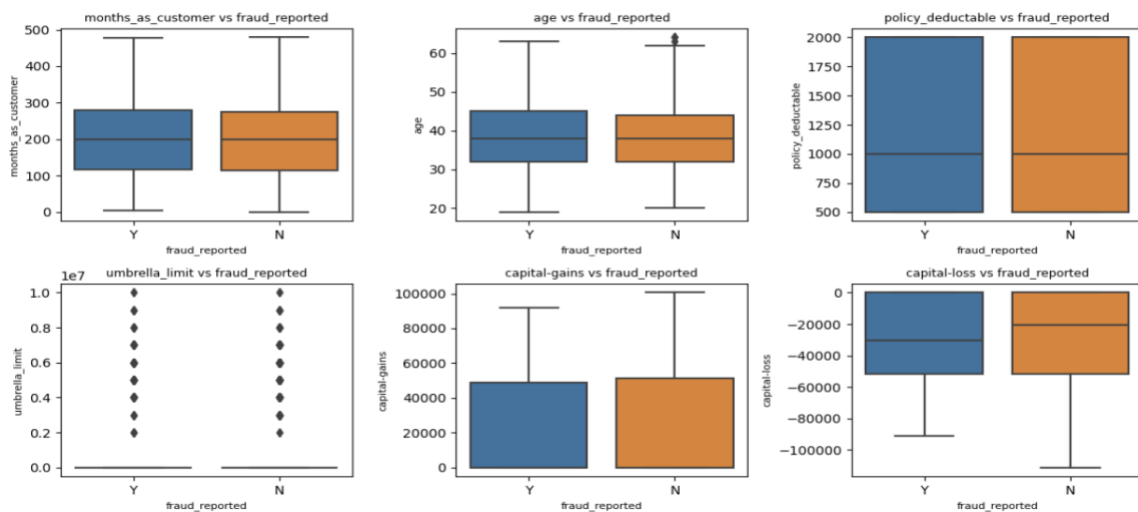 months_as_customer vs fraud_reported
months_as_customer
500
400
300
200
100
0
Y
N
fraud_reported
age vs fraud_reported
age
60
50
40
30
20
Y
N
fraud_reported
policy_deductable vs fraud_reported
policy_deductable
2000
1750
1500
1250
1000
750
500
Y
N
fraud_reported
umbrella_limit vs fraud_reported
1e7
umbrella_limit
1.0
0.8
0.6
0.4
0.2
0.0
Y
N
fraud_reported
capital-gains vs fraud_reported
capital-gains
100000
80000
60000
40000
20000
0
Y
N
fraud_reported
capital-loss vs fraud_reported
capital-loss
0
−20000
−40000
−60000
−80000
−100000
Y
N
fraud_reported